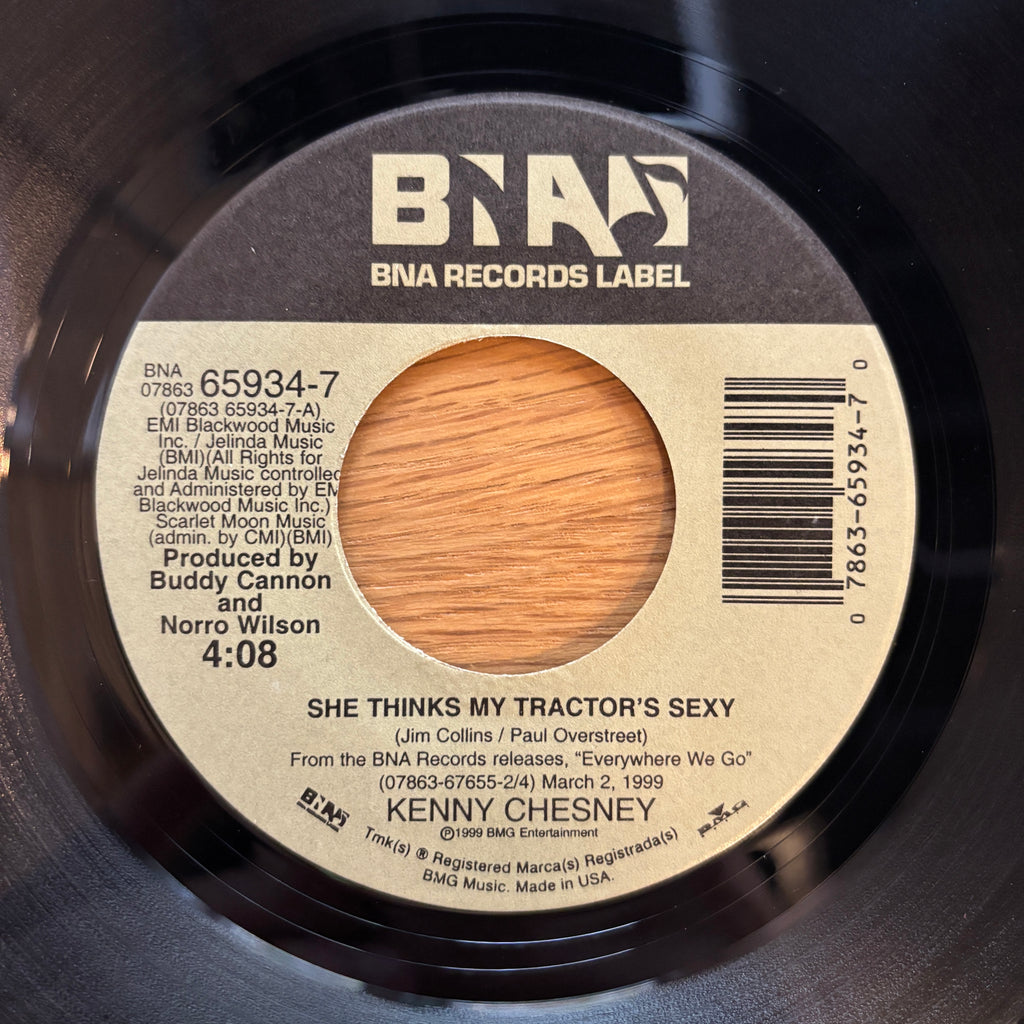 BNA
BNA RECORDS LABEL
BNA
07863 65934-7
(07863 65934-7-A)
EMI Blackwood Music
Inc. / Jelinda Music
(BMI)(All Rights for
Jelinda Music controlled
and Administered by EM
Blackwood Music Inc.)
Scarlet Moon Music
(admin. by CMI)(BMI)
Produced by
Buddy Cannon
and
Norro Wilson
4:08
0 7863-65934-7 0
SHE THINKS MY TRACTOR'S SEXY
(Jim Collins / Paul Overstreet)
From the BNA Records releases, "Everywhere We Go"
(07863-67655-2/4) March 2, 1999
KENNY CHESNEY
℗1999 BMG Entertainment
BNA
BMG
Tmk(s) ® Registered Marca(s) Registrada(s)
BMG Music. Made in USA.